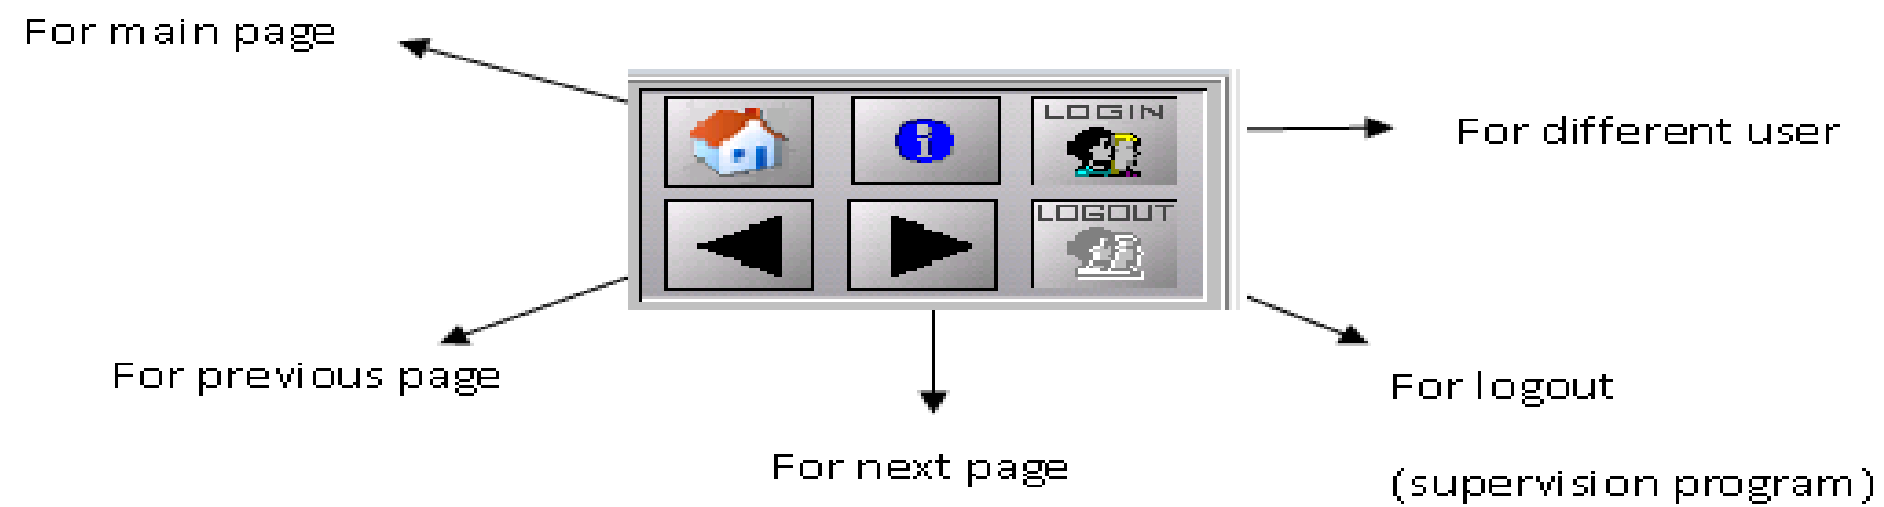 For main page
LOGIN
i
For different user
LOGOUT
For previous page
For logout
For next page
(supervision program)